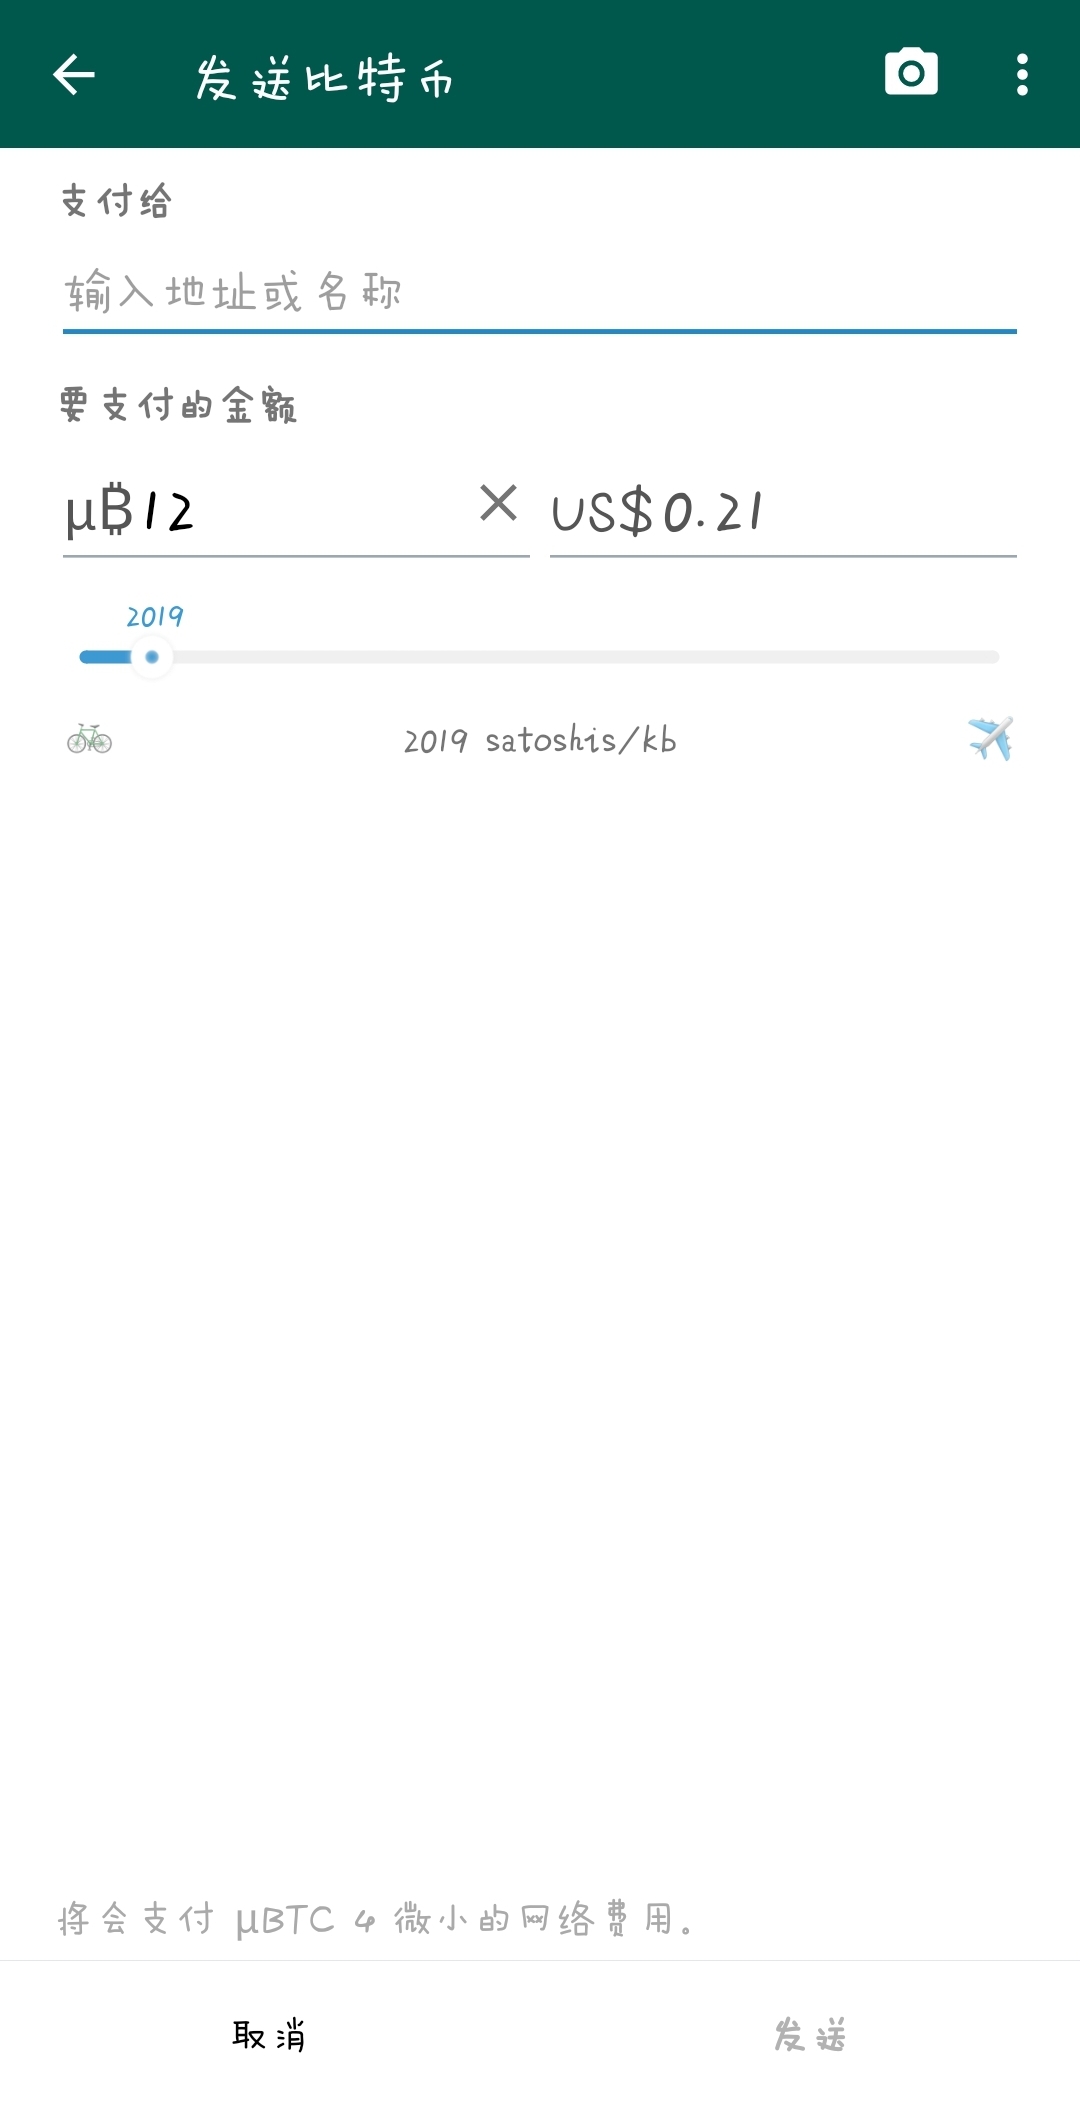 发送比特币
支付给
输入地址或名称
要支付的金额
µ₿12 US$0.21
2019
2019 satoshis/kb
将会支付 µBTC 4 微小的网络费用。
取消 发送